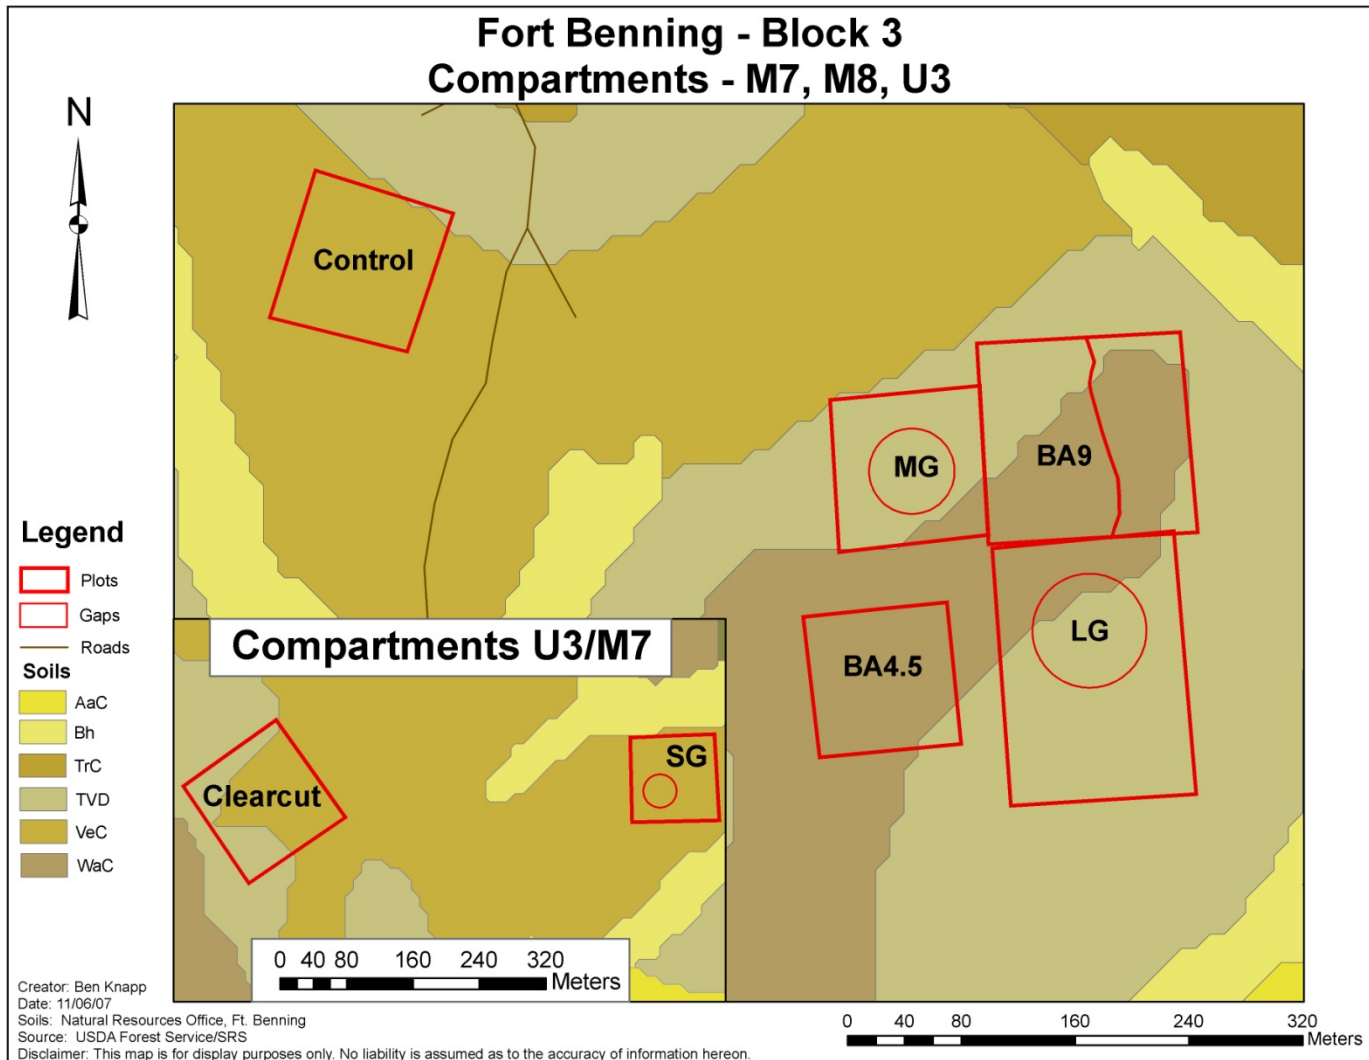 Fort Benning - Block 3
Compartments - M7, M8, U3
N
Control
MG
BA9
LG
BA4.5
Legend
Plots
Gaps
Roads
Soils
AaC
Bh
TrC
TVD
VeC
WaC
Compartments U3/M7
SG
Clearcut
0 40 80 160 240 320
Meters
Creator: Ben Knapp
Date: 11/06/07
Soils: Natural Resources Office, Ft. Benning
Source: USDA Forest Service/SRS
Disclaimer: This map is for display purposes only. No liability is assumed as to the accuracy of information hereon.
0 40 80 160 240 320
Meters